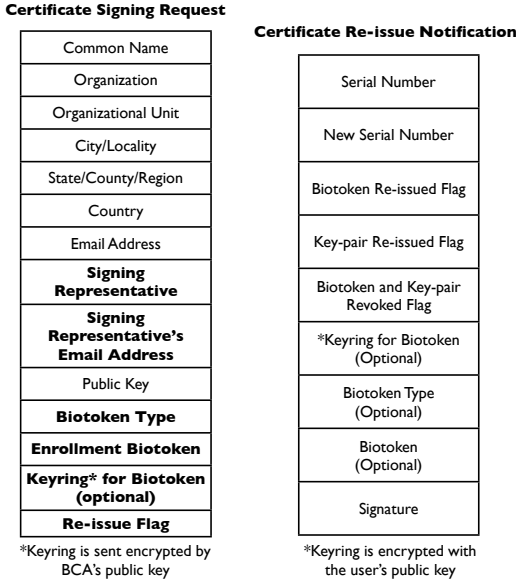 Certificate Signing Request
Common Name
Organization
Organizational Unit
City/Locality
State/County/Region
Country
Email Address
Signing
Representative
Signing
Representative's
Email Address
Public Key
Biotoken Type
Enrollment Biotoken
Keyring* for Biotoken
(optional)
Re-issue Flag
*Keyring is sent encrypted by
BCA's public key
Certificate Re-issue Notification
Serial Number
New Serial Number
Biotoken Re-issued Flag
Key-pair Re-issued Flag
Biotoken and Key-pair
Revoked Flag
*Keyring for Biotoken
(Optional)
Biotoken Type
(Optional)
Biotoken
(Optional)
Signature
*Keyring is encrypted with
the user's public key